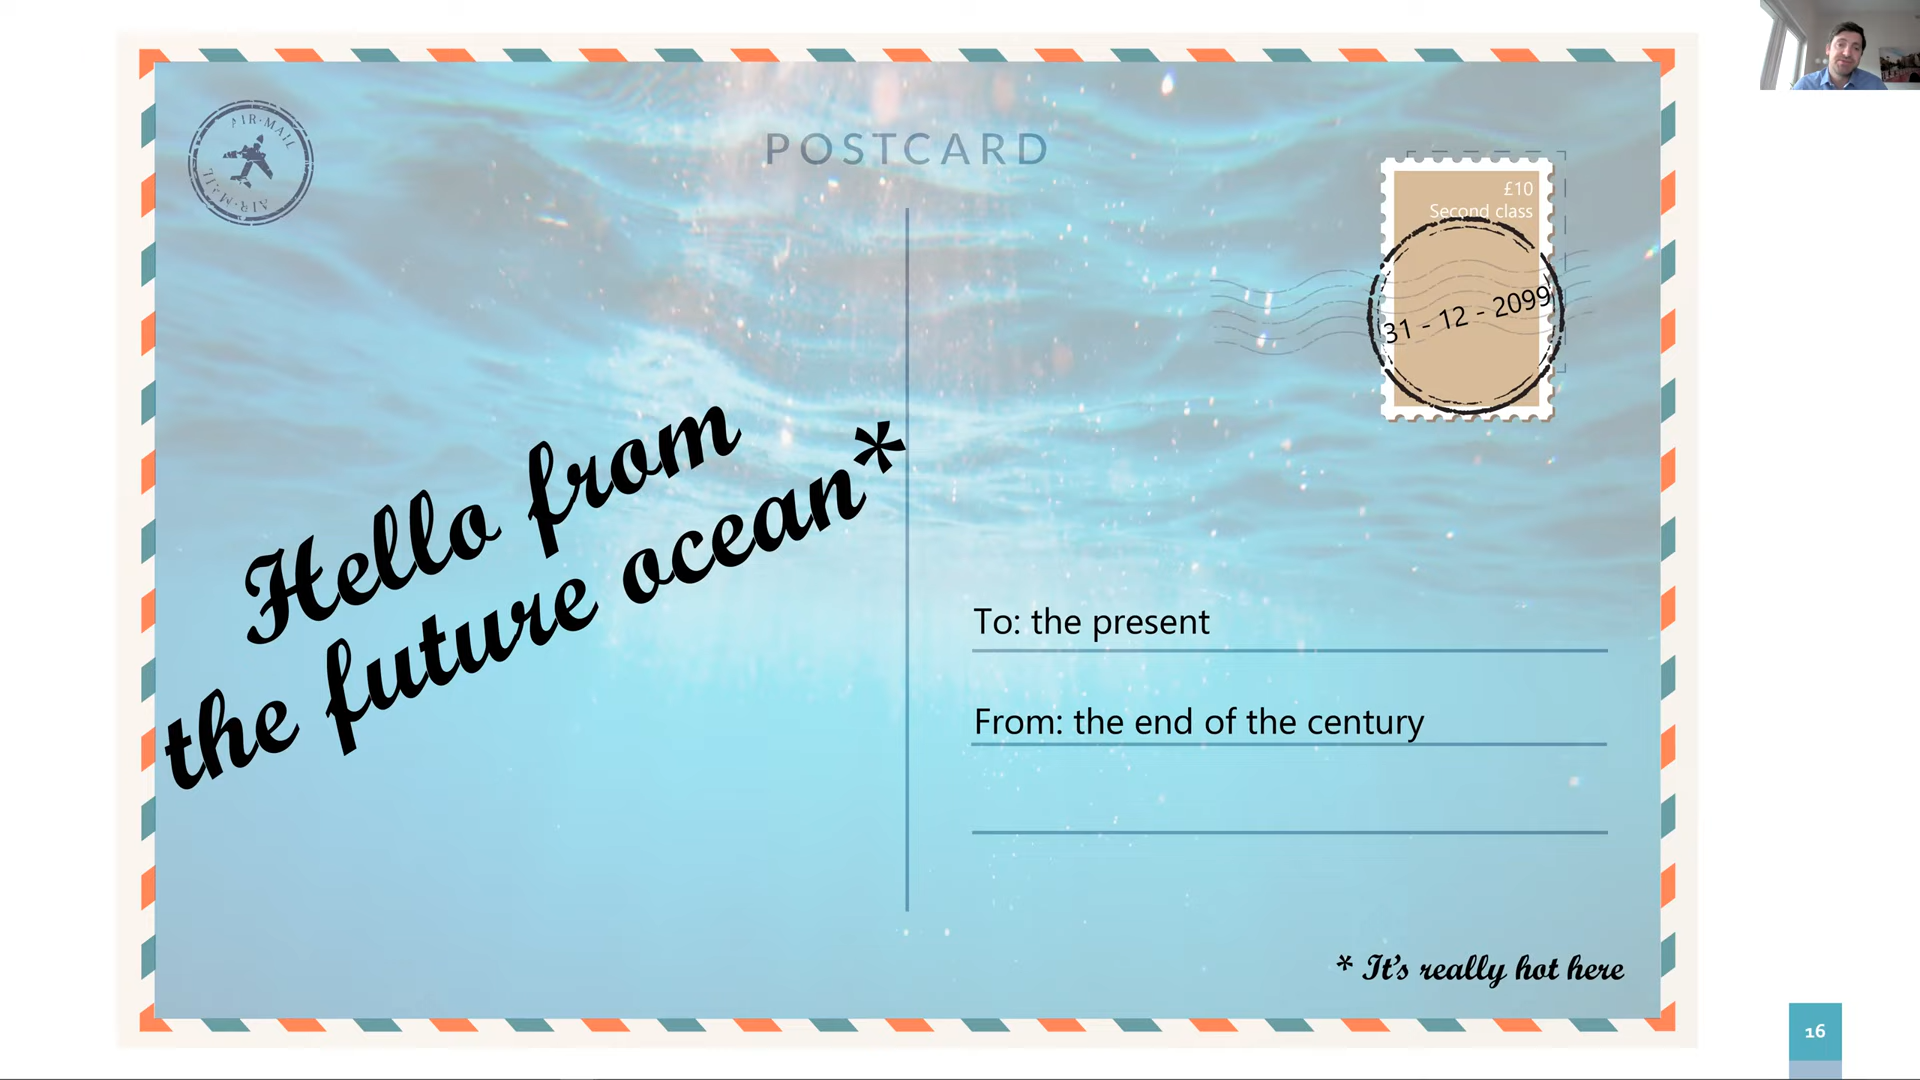 AIR-MAIL
AIR-MAIL
POSTCARD
£10
Second class
31 - 12 - 2099
Hello from
the future ocean*
To: the present
From: the end of the century
* It's really hot here
16